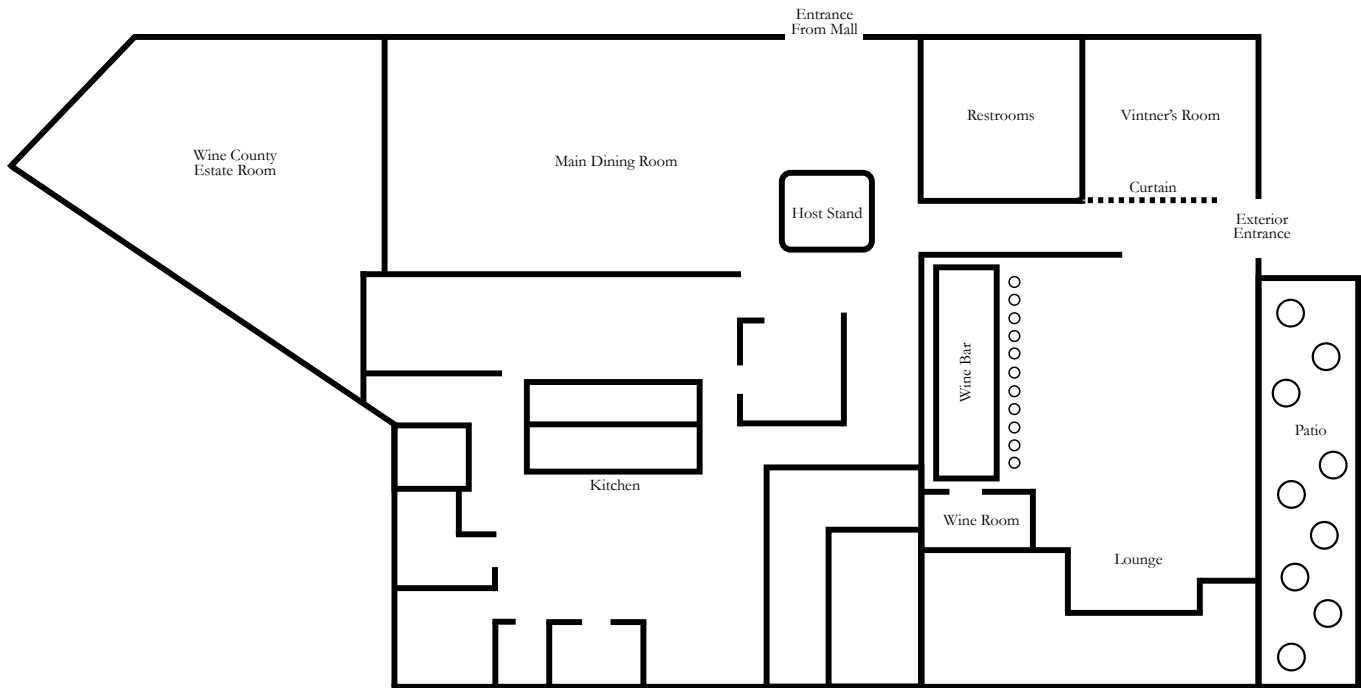 Entrance
From Mall
Restrooms
Vintner's Room
Wine County
Estate Room
Main Dining Room
Curtain
Host Stand
Exterior
Entrance
Wine Bar
Patio
Kitchen
Wine Room
Lounge